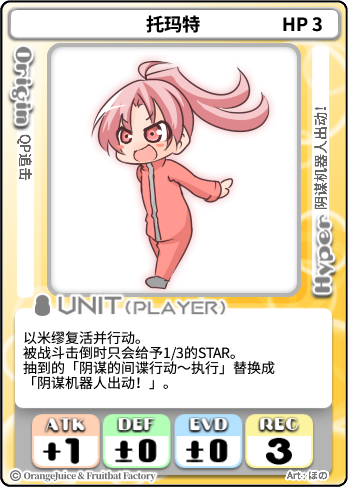 托玛特 HP 3
Origin
QP追击
Hyper
阴谋机器人出动!
UNIT(PLAYER)
以米缪复活并行动。
被战斗击倒时只会给予1/3的STAR。
抽到的「阴谋的间谍行动～执行」替换成
「阴谋机器人出动！」。
ATK DEF EVD REC
+1 ±0 ±0 3
© OrangeJuice & Fruitbat Factory Art : ほの